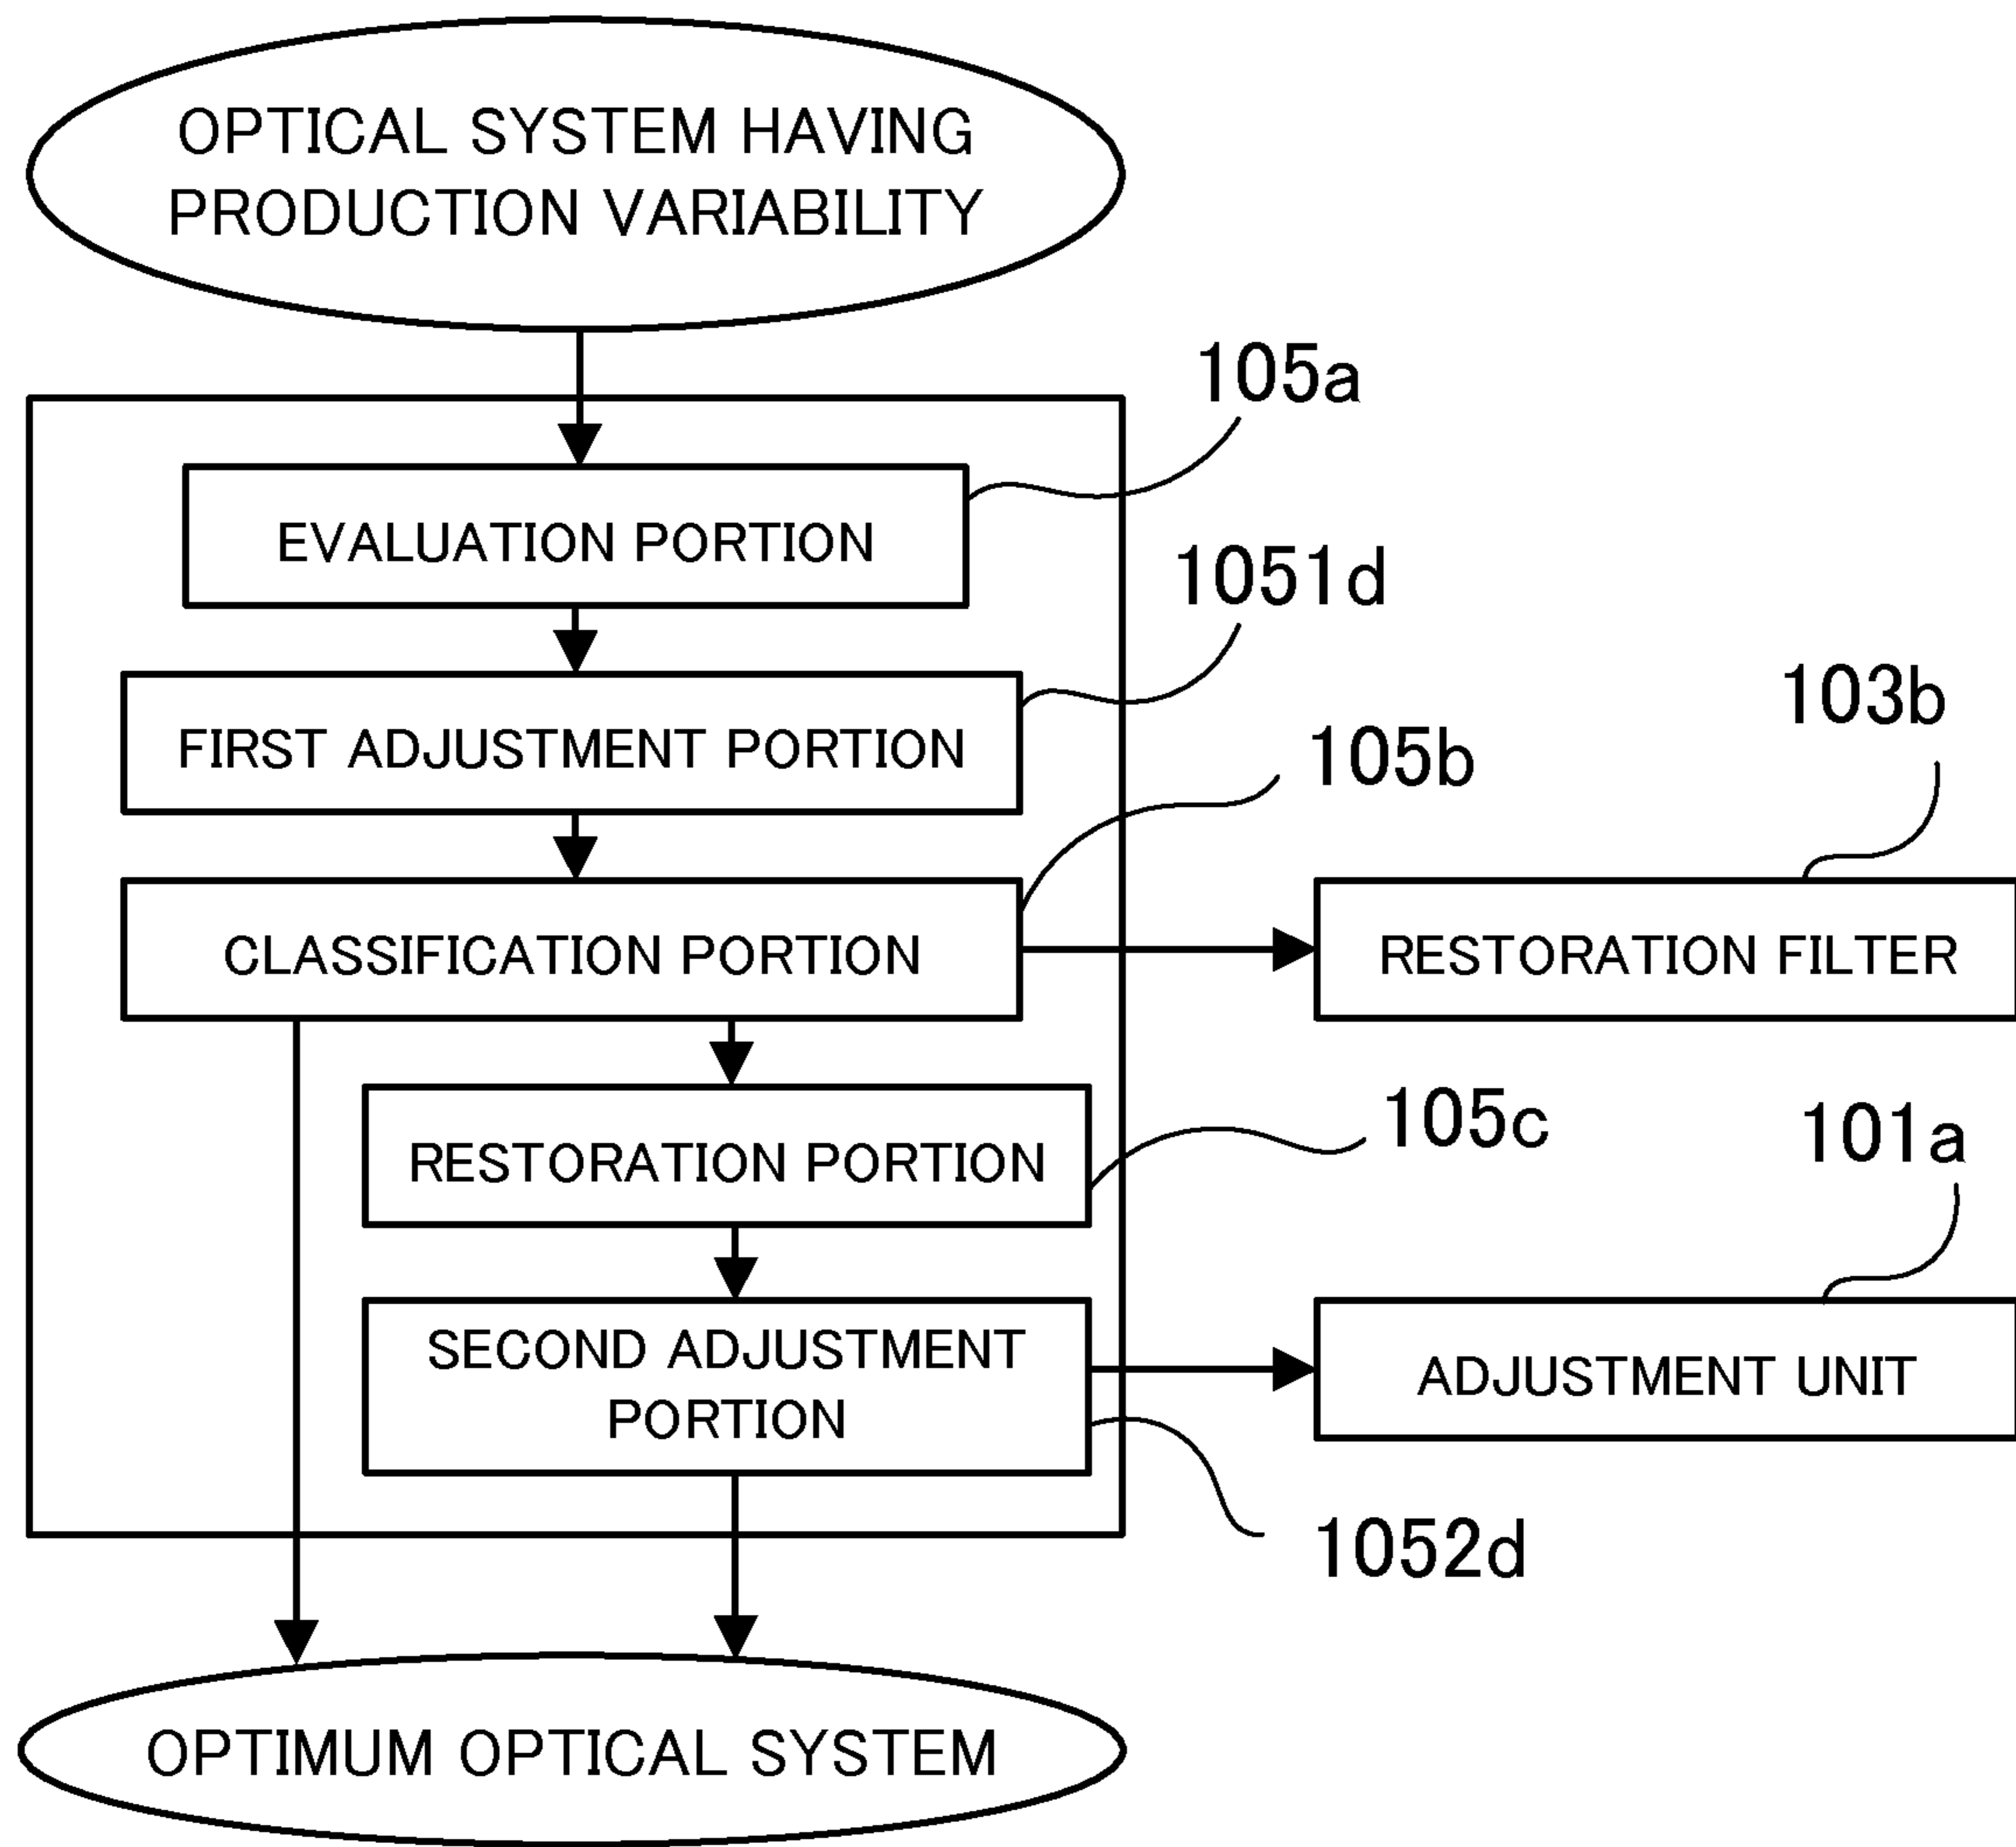 OPTICAL SYSTEM HAVING
PRODUCTION VARIABILITY
105a
EVALUATION PORTION
1051d
FIRST ADJUSTMENT PORTION
103b
105b
CLASSIFICATION PORTION
RESTORATION FILTER
105c
101a
RESTORATION PORTION
SECOND ADJUSTMENT
PORTION
ADJUSTMENT UNIT
1052d
OPTIMUM OPTICAL SYSTEM